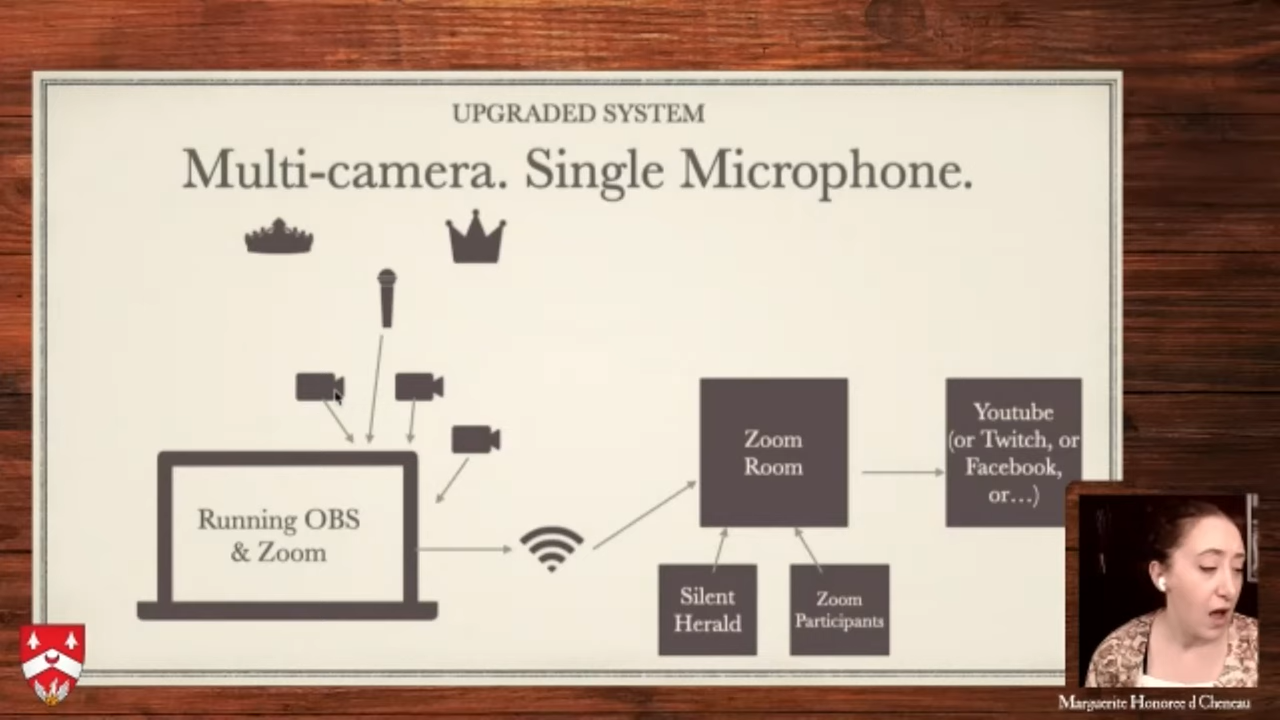 UPGRADED SYSTEM
Multi-camera. Single Microphone.
Running OBS
& Zoom
Zoom
Room
Youtube
(or Twitch, or
Facebook,
or...)
Silent
Herald
Zoom
Participants
Marguerite Honoree d Cheneau